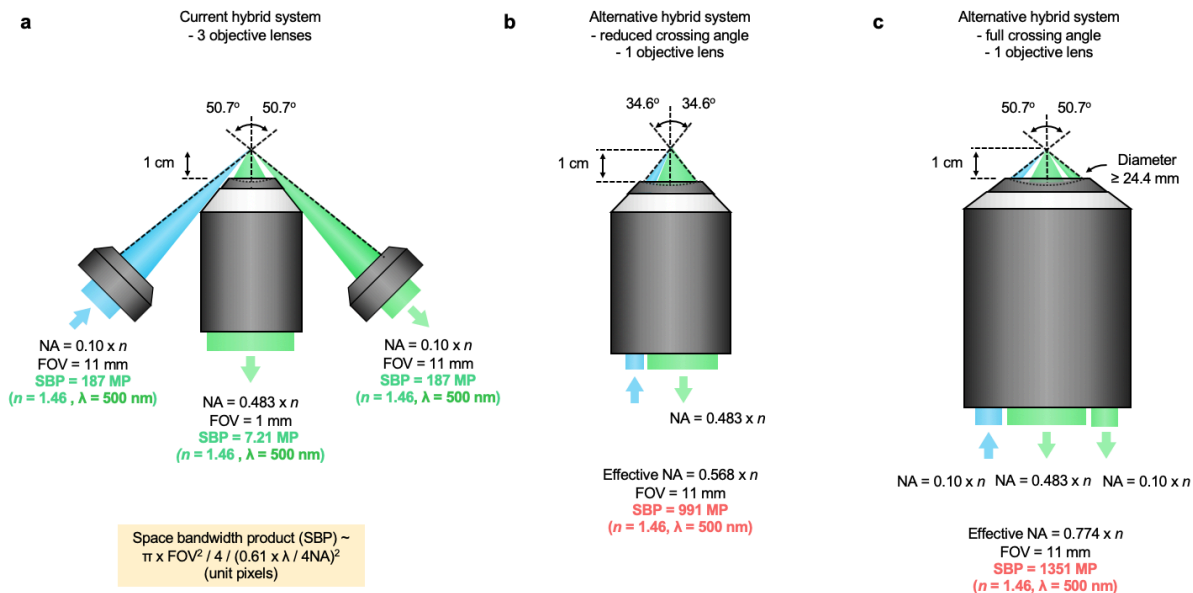 a
Current hybrid system
- 3 objective lenses
50.7º 50.7º
1 cm
NA = 0.10 x n
FOV = 11 mm
SBP = 187 MP
(n = 1.46 , λ = 500 nm)
NA = 0.483 x n
FOV = 1 mm
SBP = 7.21 MP
(n = 1.46 , λ = 500 nm)
NA = 0.10 x n
FOV = 11 mm
SBP = 187 MP
(n = 1.46 , λ = 500 nm)
Space bandwidth product (SBP) ~
π x FOV² / 4 / (0.61 x λ / 4NA)²
(unit pixels)
b
Alternative hybrid system
- reduced crossing angle
- 1 objective lens
34.6º 34.6º
1 cm
NA = 0.483 x n
Effective NA = 0.568 x n
FOV = 11 mm
SBP = 991 MP
(n = 1.46, λ = 500 nm)
c
Alternative hybrid system
- full crossing angle
- 1 objective lens
50.7º 50.7º
1 cm
Diameter
≥ 24.4 mm
NA = 0.10 x n NA = 0.483 x n NA = 0.10 x n
Effective NA = 0.774 x n
FOV = 11 mm
SBP = 1351 MP
(n = 1.46, λ = 500 nm)